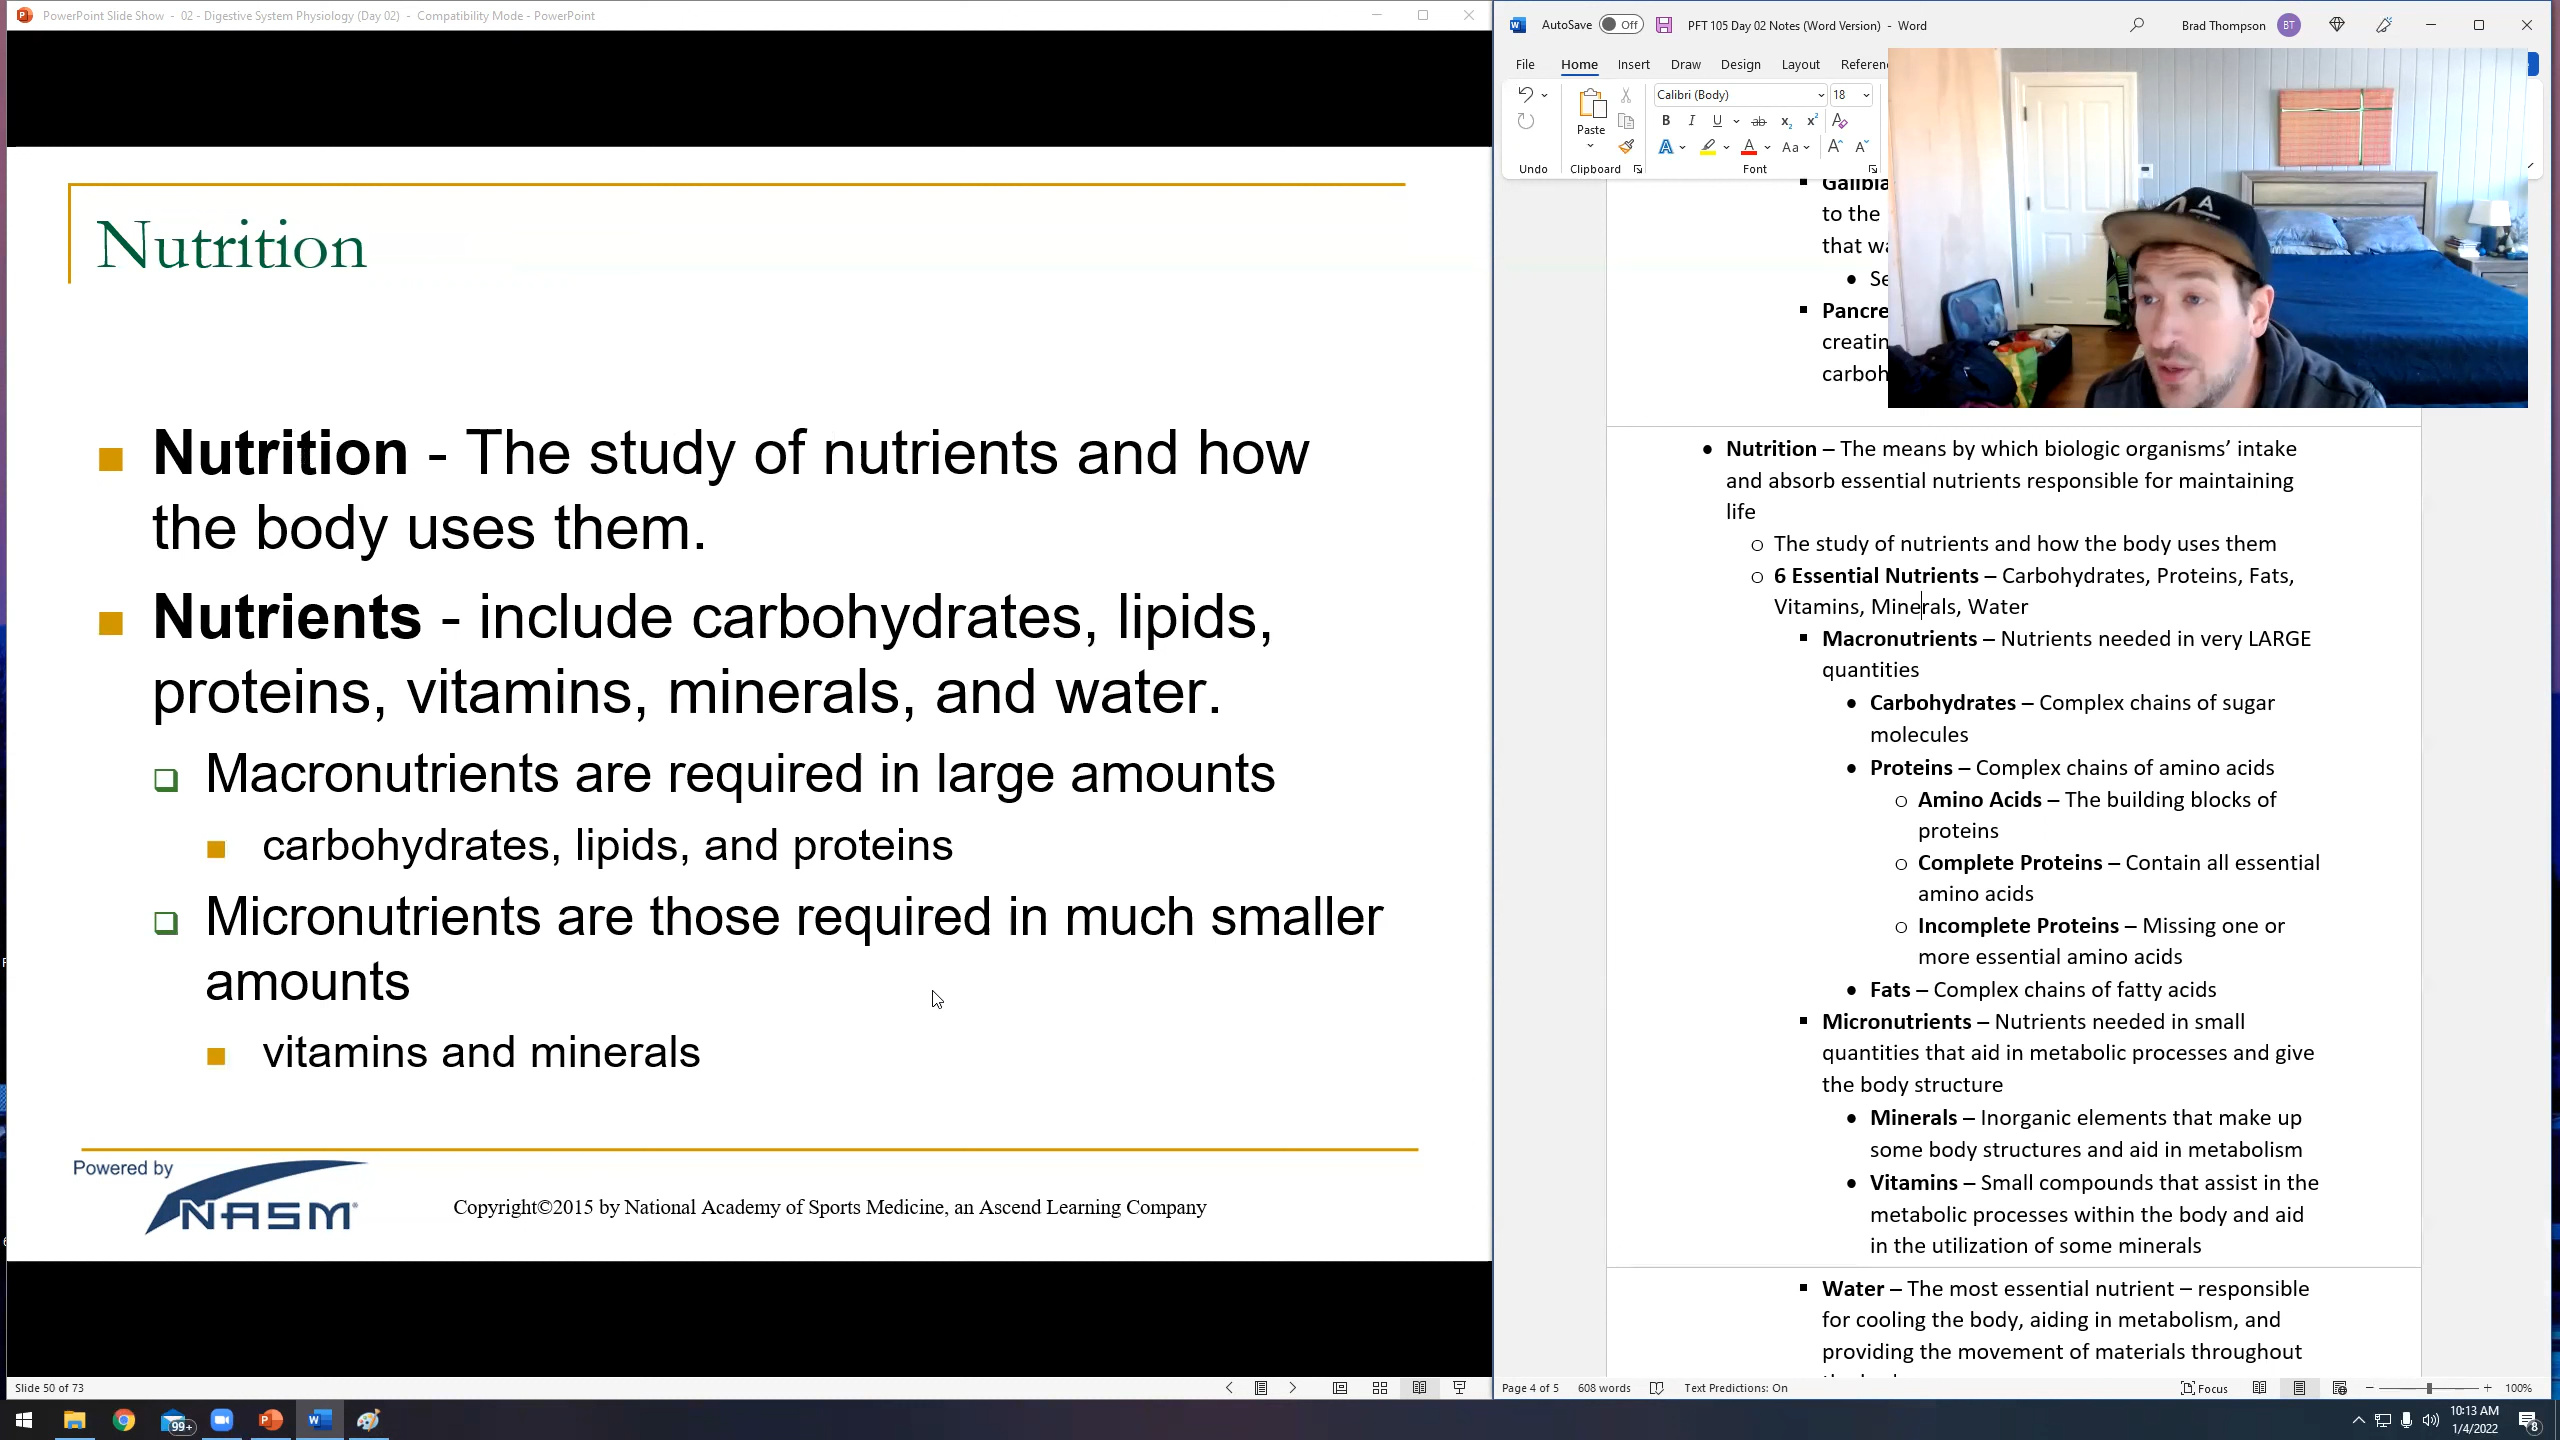 PowerPoint Slide Show - 02 - Digestive System Physiology (Day 02) - Compatibility Mode - PowerPoint
Nutrition
Nutrition - The study of nutrients and how
the body uses them.
Nutrients - include carbohydrates, lipids,
proteins, vitamins, minerals, and water.
Macronutrients are required in large amounts
carbohydrates, lipids, and proteins
Micronutrients are those required in much smaller
amounts
vitamins and minerals
Powered by
NASM
Copyright©2015 by National Academy of Sports Medicine, an Ascend Learning Company
Slide 50 of 73
AutoSave Off PFT 105 Day 02 Notes (Word Version) - Word Brad Thompson BT
File Home Insert Draw Design Layout Referenc
Calibri (Body) 18
Paste
B I U ab x₂ x² A
A A Aa A A
Undo Clipboard Font
Gallbla
to the
that wa
Se
Pancre
creatin
carboh
Nutrition – The means by which biologic organisms’ intake
and absorb essential nutrients responsible for maintaining
life
The study of nutrients and how the body uses them
6 Essential Nutrients – Carbohydrates, Proteins, Fats,
Vitamins, Minerals, Water
Macronutrients – Nutrients needed in very LARGE
quantities
Carbohydrates – Complex chains of sugar
molecules
Proteins – Complex chains of amino acids
Amino Acids – The building blocks of
proteins
Complete Proteins – Contain all essential
amino acids
Incomplete Proteins – Missing one or
more essential amino acids
Fats – Complex chains of fatty acids
Micronutrients – Nutrients needed in small
quantities that aid in metabolic processes and give
the body structure
Minerals – Inorganic elements that make up
some body structures and aid in metabolism
Vitamins – Small compounds that assist in the
metabolic processes within the body and aid
in the utilization of some minerals
Water – The most essential nutrient – responsible
for cooling the body, aiding in metabolism, and
providing the movement of materials throughout
Page 4 of 5 608 words Text Predictions: On Focus 100%
99+
10:13 AM
1/4/2022
8